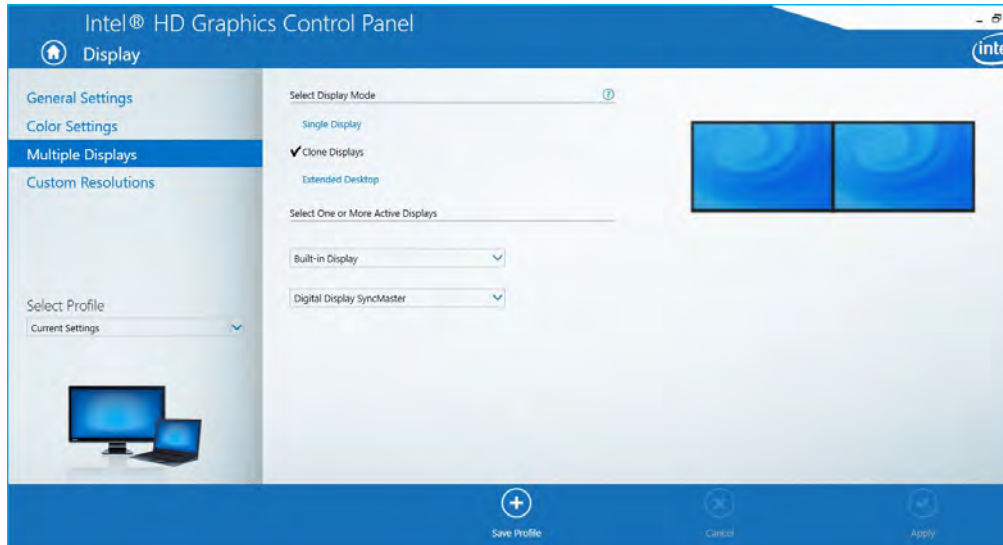 Intel® HD Graphics Control Panel
Display
General Settings
Color Settings
Multiple Displays
Custom Resolutions
Select Profile
Current Settings
Select Display Mode
Single Display
Clone Displays
Extended Desktop
Select One or More Active Displays
Built-in Display
Digital Display SyncMaster
inte
Save Profile
Cancel
Apply